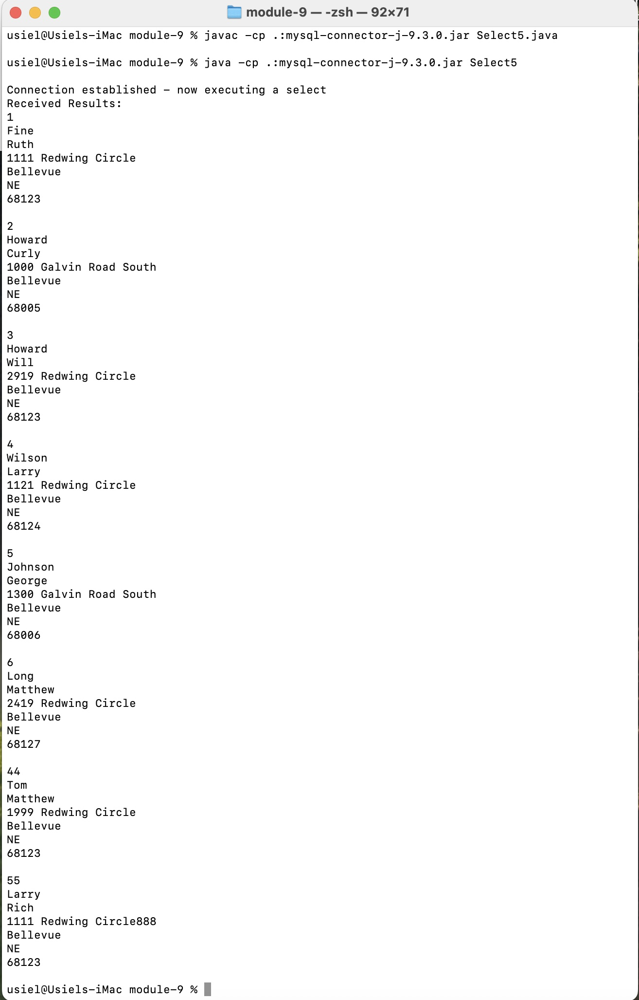 module-9 — -zsh — 92×71
usiel@Usiels-iMac module-9 % javac -cp .:mysql-connector-j-9.3.0.jar Select5.java
usiel@Usiels-iMac module-9 % java -cp .:mysql-connector-j-9.3.0.jar Select5
Connection established - now executing a select
Received Results:
1
Fine
Ruth
1111 Redwing Circle
Bellevue
NE
68123
2
Howard
Curly
1000 Galvin Road South
Bellevue
NE
68005
3
Howard
Will
2919 Redwing Circle
Bellevue
NE
68123
4
Wilson
Larry
1121 Redwing Circle
Bellevue
NE
68124
5
Johnson
George
1300 Galvin Road South
Bellevue
NE
68006
6
Long
Matthew
2419 Redwing Circle
Bellevue
NE
68127
44
Tom
Matthew
1999 Redwing Circle
Bellevue
NE
68123
55
Larry
Rich
1111 Redwing Circle888
Bellevue
NE
68123
usiel@Usiels-iMac module-9 %